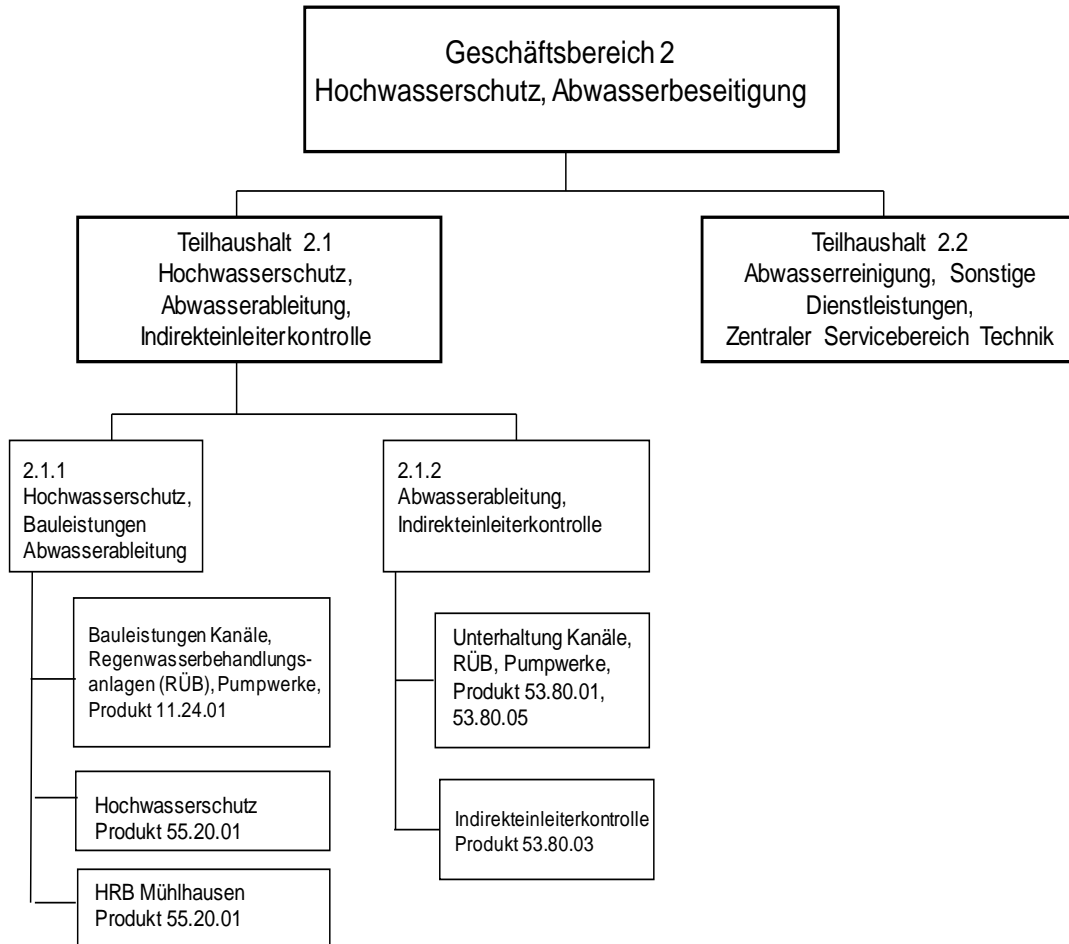 Geschäftsbereich 2
Hochwasserschutz, Abwasserbeseitigung
Teilhaushalt 2.1
Hochwasserschutz,
Abwasserableitung,
Indirekteinleiterkontrolle
Teilhaushalt 2.2
Abwasserreinigung, Sonstige
Dienstleistungen,
Zentraler Servicebereich Technik
2.1.1
Hochwasserschutz,
Bauleistungen
Abwasserableitung
2.1.2
Abwasserableitung,
Indirekteinleiterkontrolle
Bauleistungen Kanäle,
Regenwasserbehandlungs-
anlagen (RÜB), Pumpwerke,
Produkt 11.24.01
Unterhaltung Kanäle,
RÜB, Pumpwerke,
Produkt 53.80.01,
53.80.05
Hochwasserschutz
Produkt 55.20.01
Indirekteinleiterkontrolle
Produkt 53.80.03
HRB Mühlhausen
Produkt 55.20.01